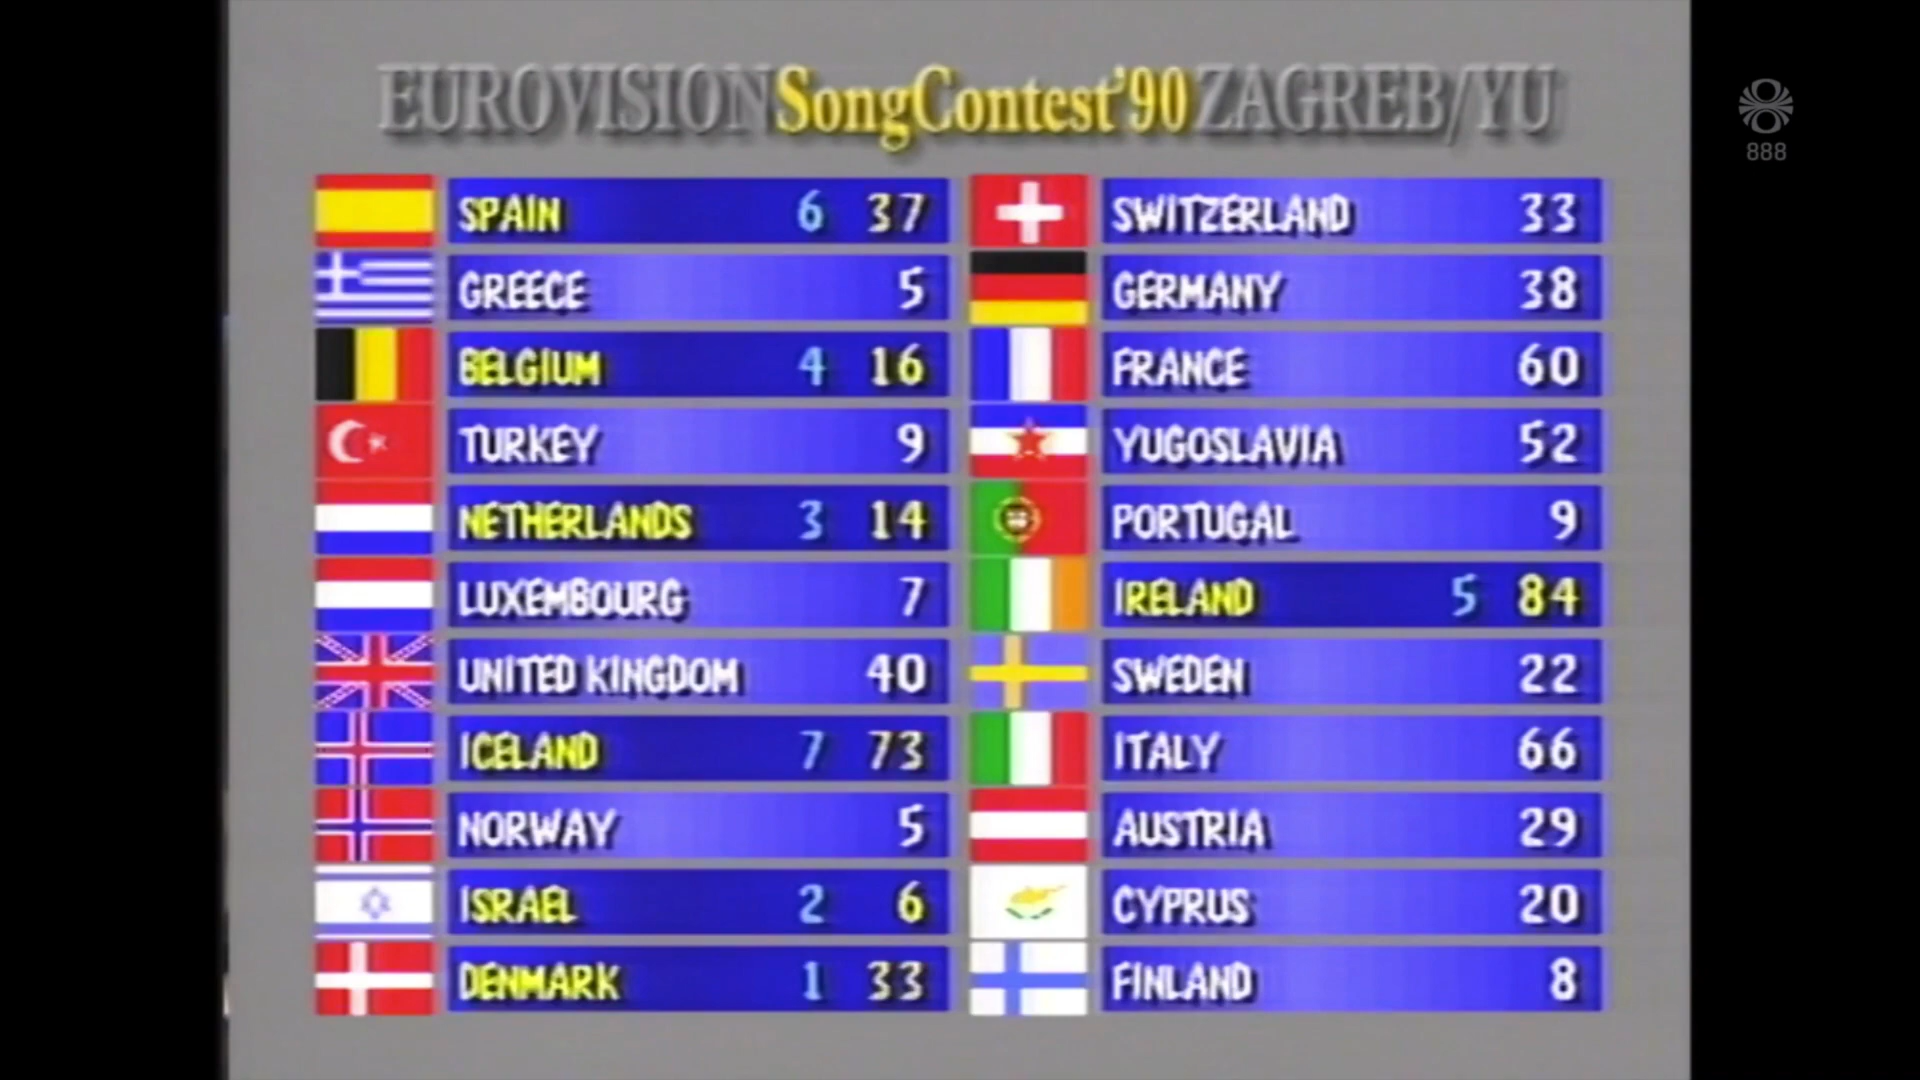 EUROVISION SongContest'90 ZAGREB/YU
888
SPAIN 6 37
GREECE 5
BELGIUM 4 16
TURKEY 9
NETHERLANDS 3 14
LUXEMBOURG 7
UNITED KINGDOM 40
ICELAND 7 73
NORWAY 5
ISRAEL 2 6
DENMARK 1 33
SWITZERLAND 33
GERMANY 38
FRANCE 60
YUGOSLAVIA 52
PORTUGAL 9
IRELAND 5 84
SWEDEN 22
ITALY 66
AUSTRIA 29
CYPRUS 20
FINLAND 8